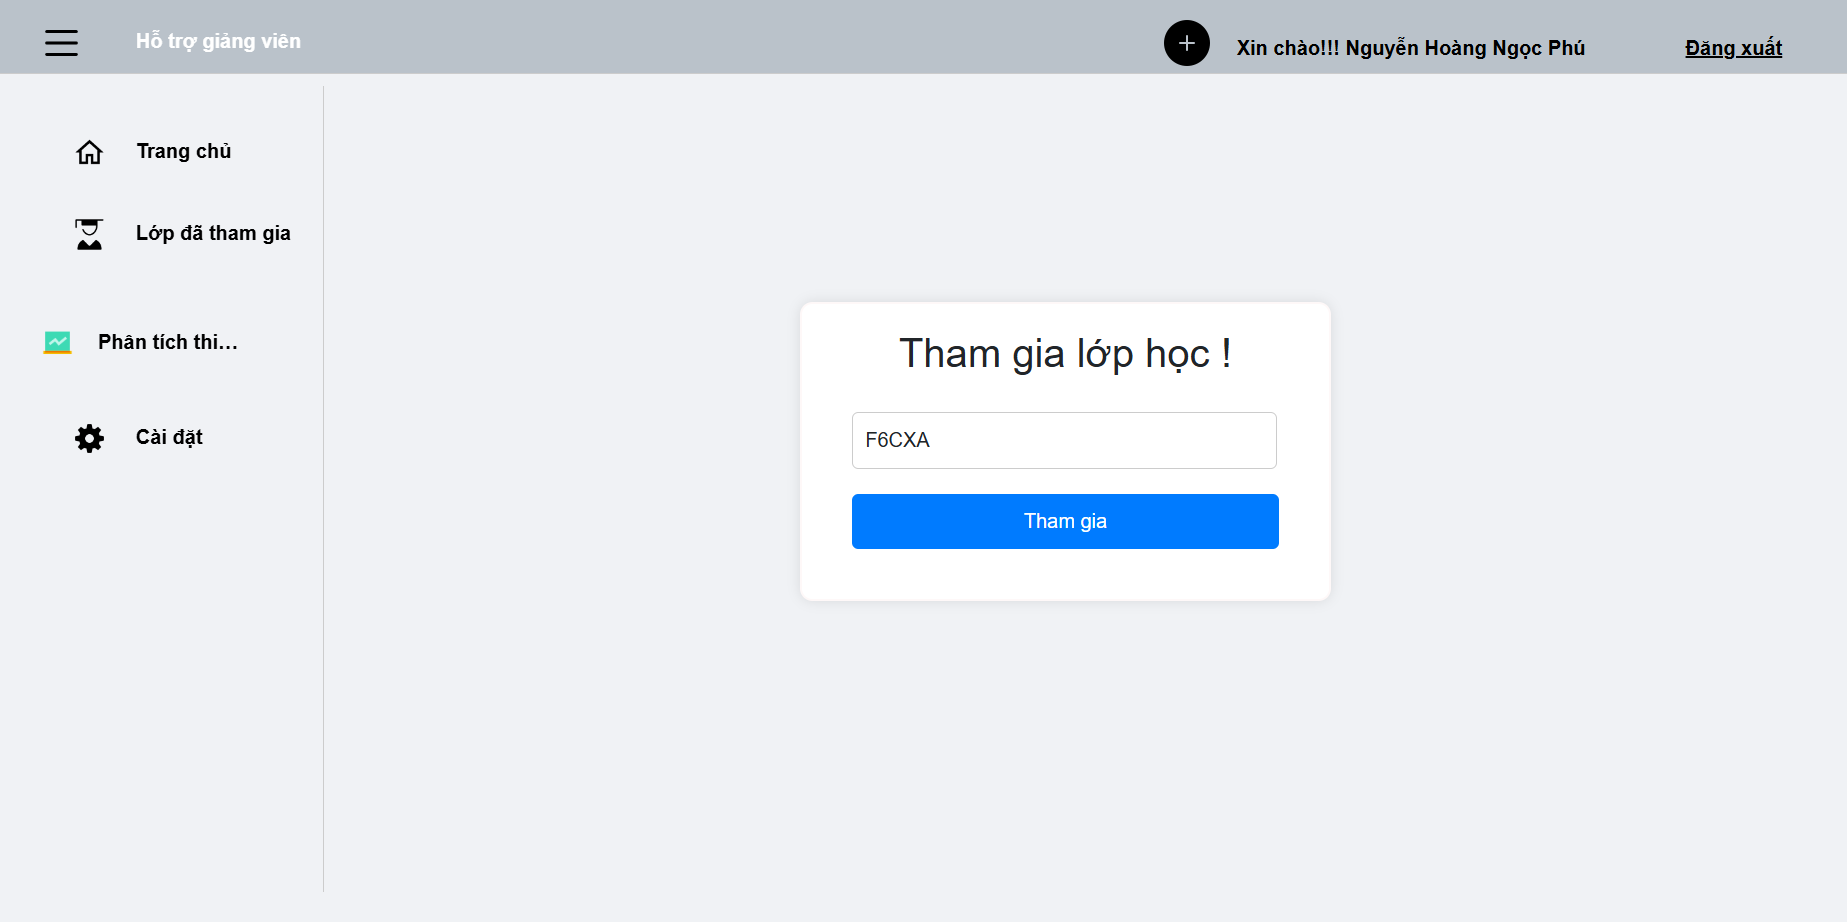 Hỗ trợ giảng viên
Xin chào!!! Nguyễn Hoàng Ngọc Phú
Đăng xuất
Trang chủ
Lớp đã tham gia
Phân tích thi...
Cài đặt
Tham gia lớp học !
F6CXA
Tham gia